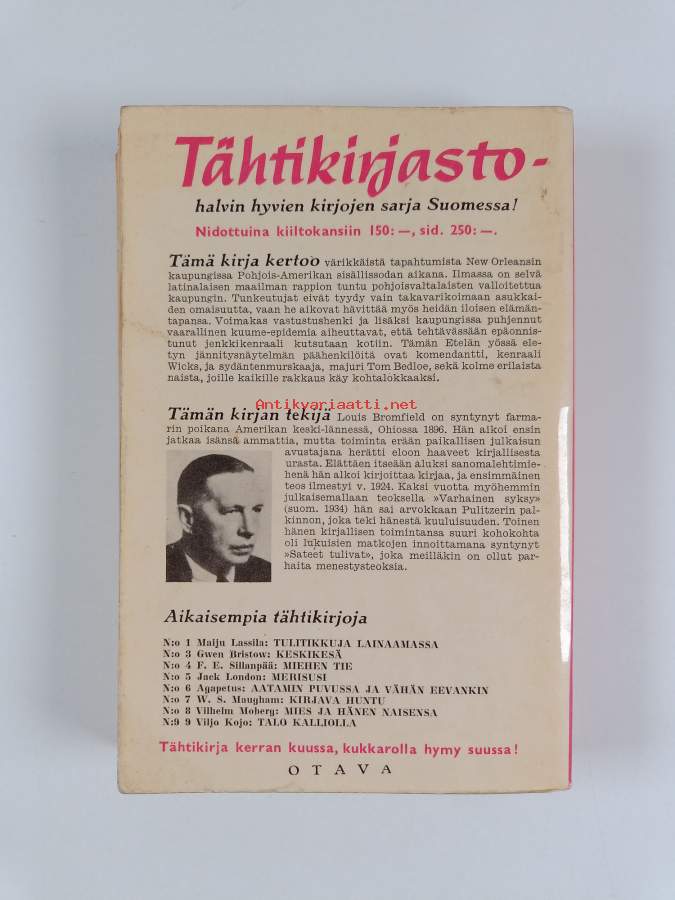 Tähtikirjasto-
halvin hyvien kirjojen sarja Suomessa!
Nidottuina kiiltokansiin 150:—, sid. 250:—.
Tämä kirja kertoo värikkäistä tapahtumista New Orleansin
kaupungissa Pohjois-Amerikan sisällissodan aikana. Ilmassa on selvä
latinalaisen maailman rappion tuntu pohjoisvaltalaisten valloitettua
kaupungin. Tunkeutujat eivät tyydy vain takavarikoimaan asukkai-
den omaisuutta, vaan he aikovat hävittää myös heidän iloisen elämän-
tapansa. Voimakas vastustushenki ja lisäksi kaupungissa puhjennut
vaarallinen kuume-epidemia aiheuttavat, että tehtävässään epäonnis-
tunut jenkkikenraali kutsutaan kotiin. Tämän Etelän yössä ele-
tyn jännitysnäytelmän päähenkilöitä ovat komendantti, kenraali
Wicks, ja sydäntenmurskaaja, majuri Tom Bedloe, sekä kolme erilaista
naista, joille kaikille rakkaus käy kohtalokkaaksi.
Antikvariaatti.net
Tämän kirjan tekijä Louis Bromfield on syntynyt farma-
rin poikana Amerikan keski-lännessä, Ohiossa 1896. Hän aikoi ensin
jatkaa isänsä ammattia, mutta toiminta erään paikallisen julkaisun
avustajana herätti eloon haaveet kirjallisesta
urasta. Elättäen itseään aluksi sanomalehtimie-
henä hän alkoi kirjoittaa kirjaa, ja ensimmäinen
teos ilmestyi v. 1924. Kaksi vuotta myöhemmin
julkaisemallaan teoksella »Varhainen syksy»
(suom. 1934) hän sai arvokkaan Pulitzerin pal-
kinnon, joka teki hänestä kuuluisuuden. Toinen
hänen kirjallisen toimintansa suuri kohokohta
oli lukuisien matkojen innoittamana syntynyt
»Sateet tulivat», joka meilläkin on ollut par-
haita menestysteoksia.
Aikaisempia tähtikirjoja
N:o 1 Maiju Lassila: TULITIKKUJA LAINAAMASSA
N:o 3 Gwen Bristow: KESKIKESÄ
N:o 4 F. E. Sillanpää: MIEHEN TIE
N:o 5 Jack London: MERISUSI
N:o 6 Agapetus: AATAMIN PUVUSSA JA VÄHÄN EEVANKIN
N:o 7 W. S. Maugham: KIRJAVA HUNTU
N:o 8 Vilhelm Moberg: MIES JA HÄNEN NAISENSA
N:9 9 Viljo Kojo: TALO KALLIOLLA
Tähtikirja kerran kuussa, kukkarolla hymy suussa!
OTAVA